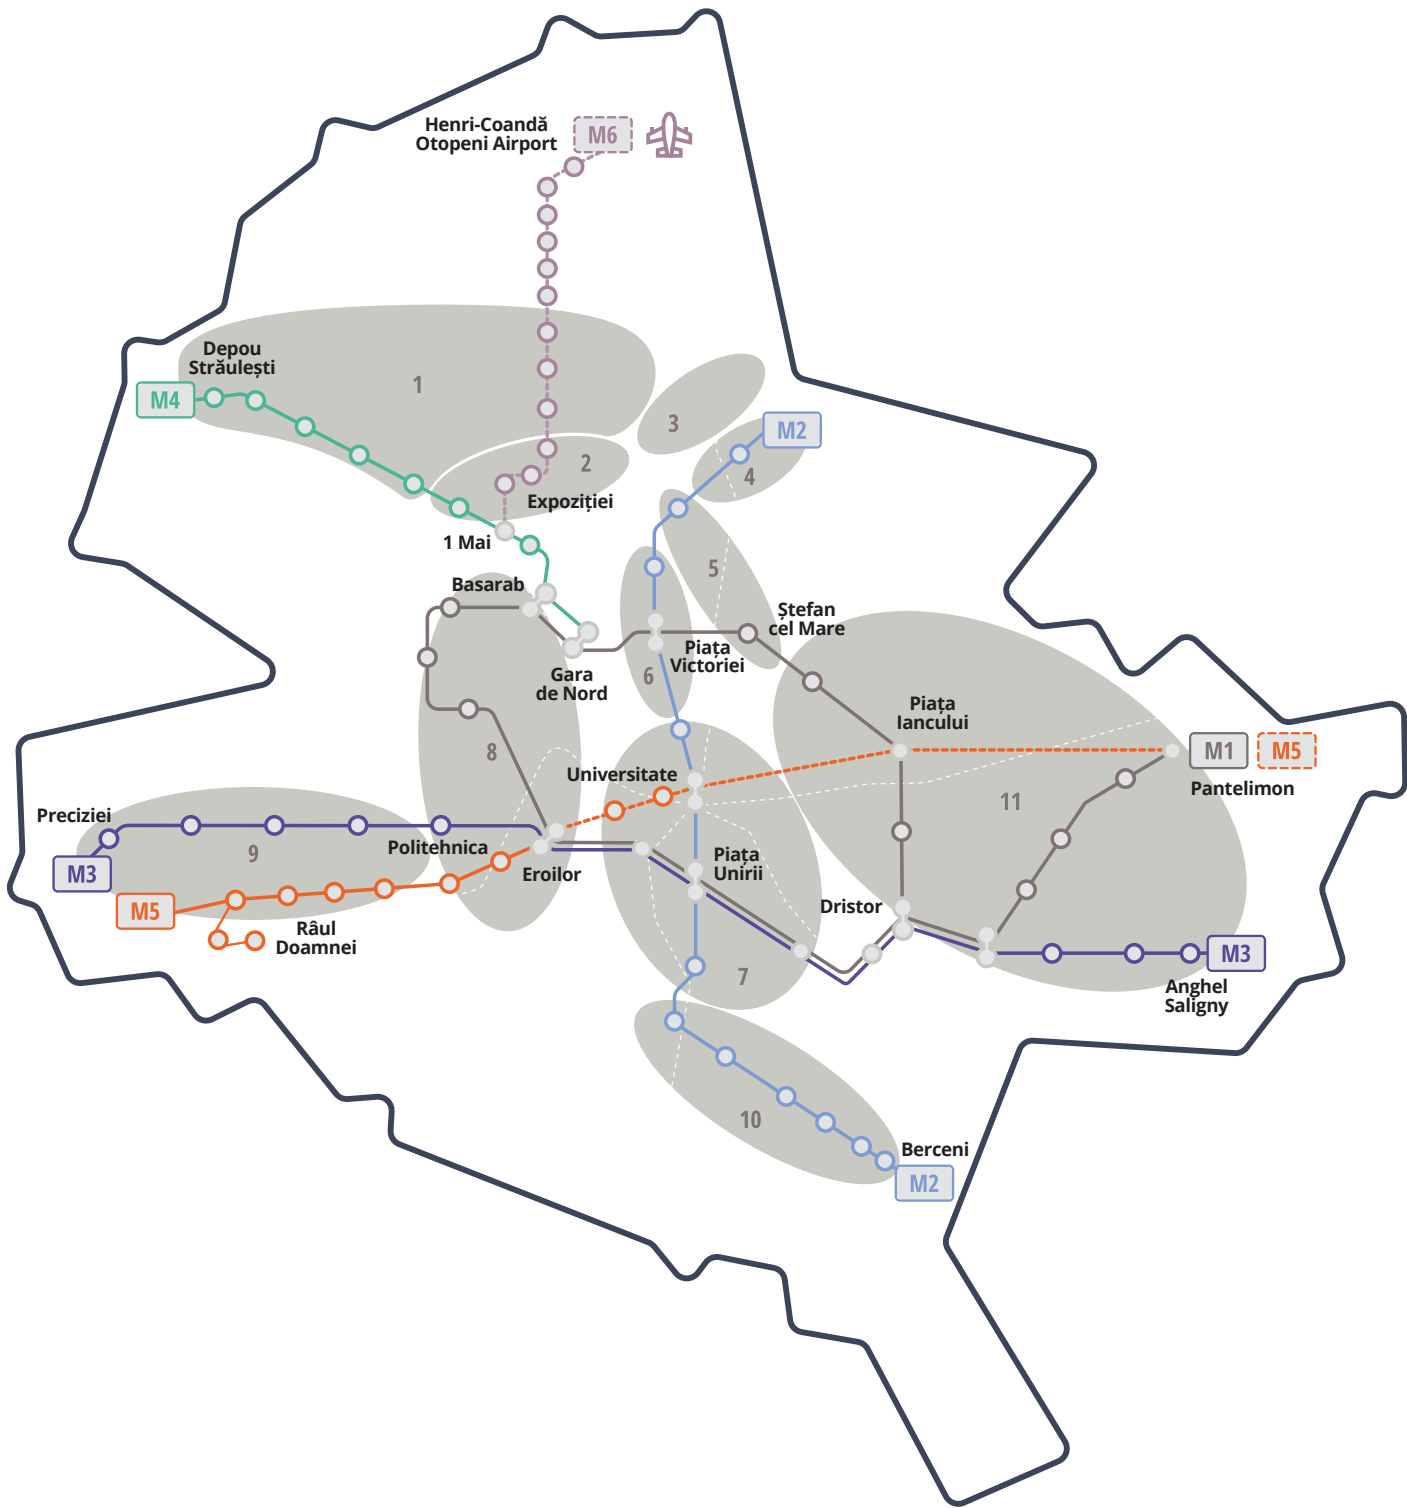 Henri-Coandă
Otopeni Airport
M6
Depou
Străulești
M4
1
2
3
M2
4
Expoziției
1 Mai
5
Basarab
Ștefan
cel Mare
Piața
Victoriei
6
Gara
de Nord
Piața
Iancului
8
M1
M5
Pantelimon
Universitate
11
Preciziei
9
Politehnica
Eroilor
Piața
Unirii
M3
M5
Dristor
Râul
Doamnei
7
M3
Anghel
Saligny
10
Berceni
M2